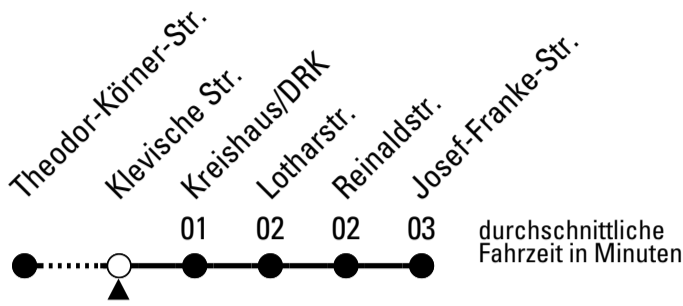 Theodor-Körner-Str.
Klevische Str.
Kreishaus/DRK
Lotharstr.
Reinaldstr.
Josef-Franke-Str.
01 02 02 03
durchschnittliche
Fahrzeit in Minuten